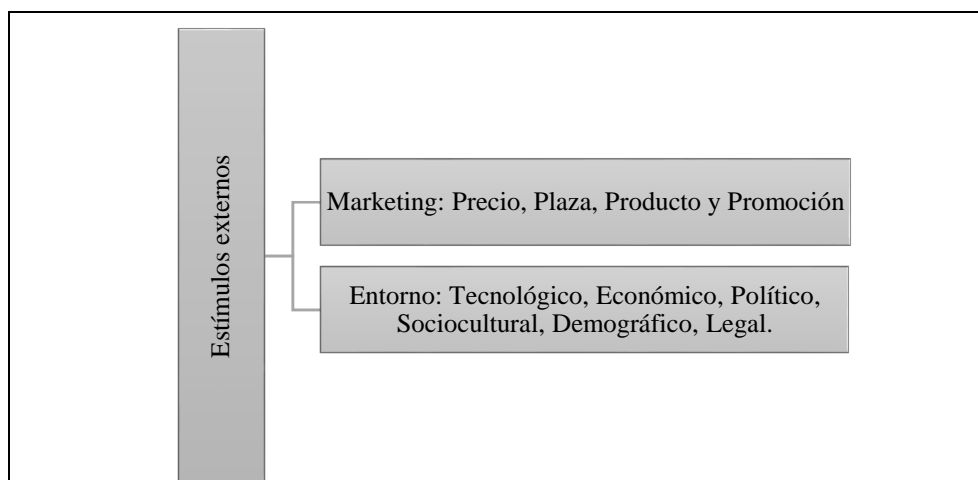 Estímulos externos
Marketing: Precio, Plaza, Producto y Promoción
Entorno: Tecnológico, Económico, Político,
Sociocultural, Demográfico, Legal.